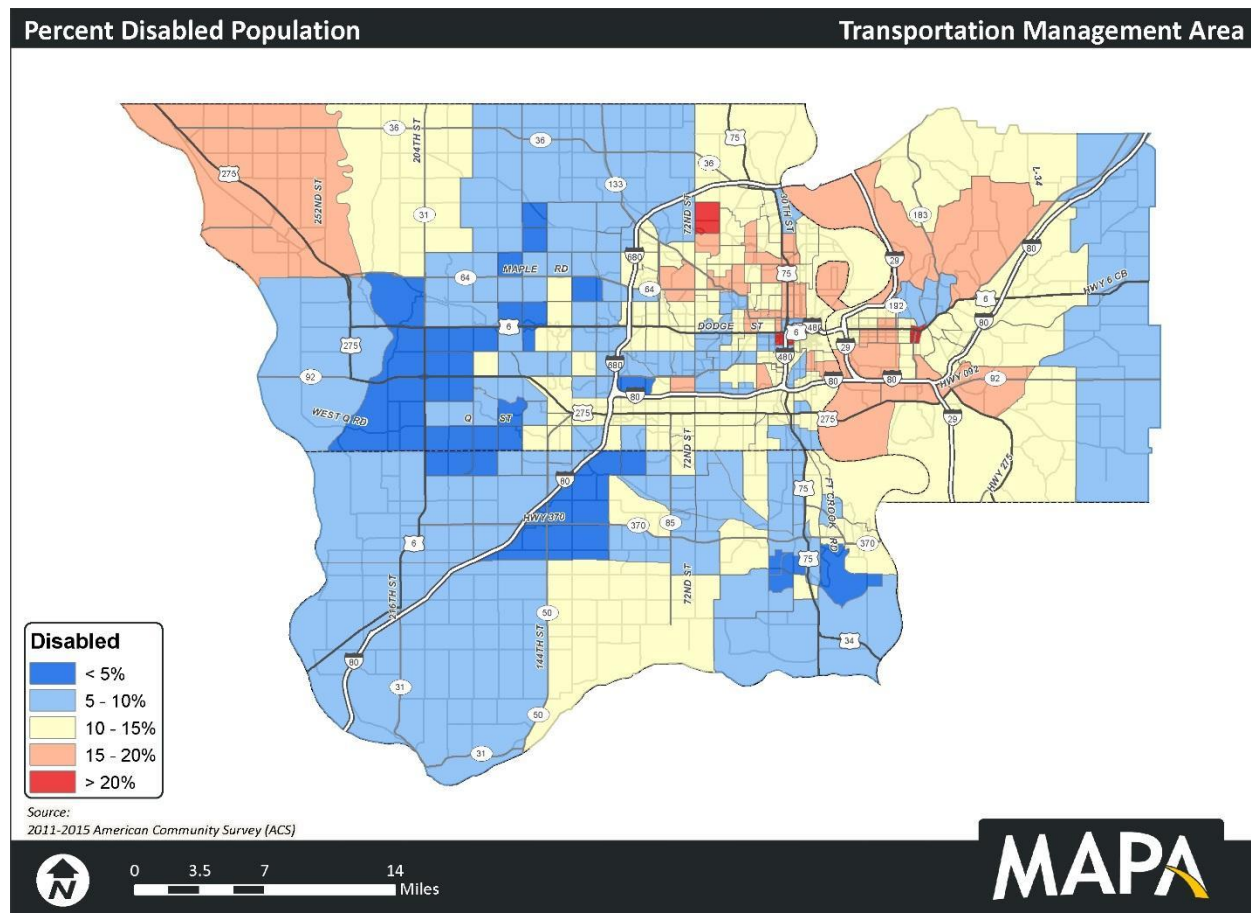 Percent Disabled Population
Transportation Management Area
36
204TH ST
36
75
36
275
252ND ST
133
72ND ST
30TH ST
L-34
31
183
80
680
29
75
64
MAPLE RD
64
HWY 6 CB
192
6
6
DODGE ST
480
6
80
275
29
680
480
92
80
80
80
HWY 092
92
WEST Q RD
Q ST
275
275
29
72ND ST
80
75
FT CROOK RD
HWY 275
HWY 370
370
85
370
6
75
216TH ST
72ND ST
50
144TH ST
34
80
31
50
31
Disabled
< 5%
5 - 10%
10 - 15%
15 - 20%
> 20%
Source:
2011-2015 American Community Survey (ACS)
N
0 3.5 7 14
Miles
MAPA